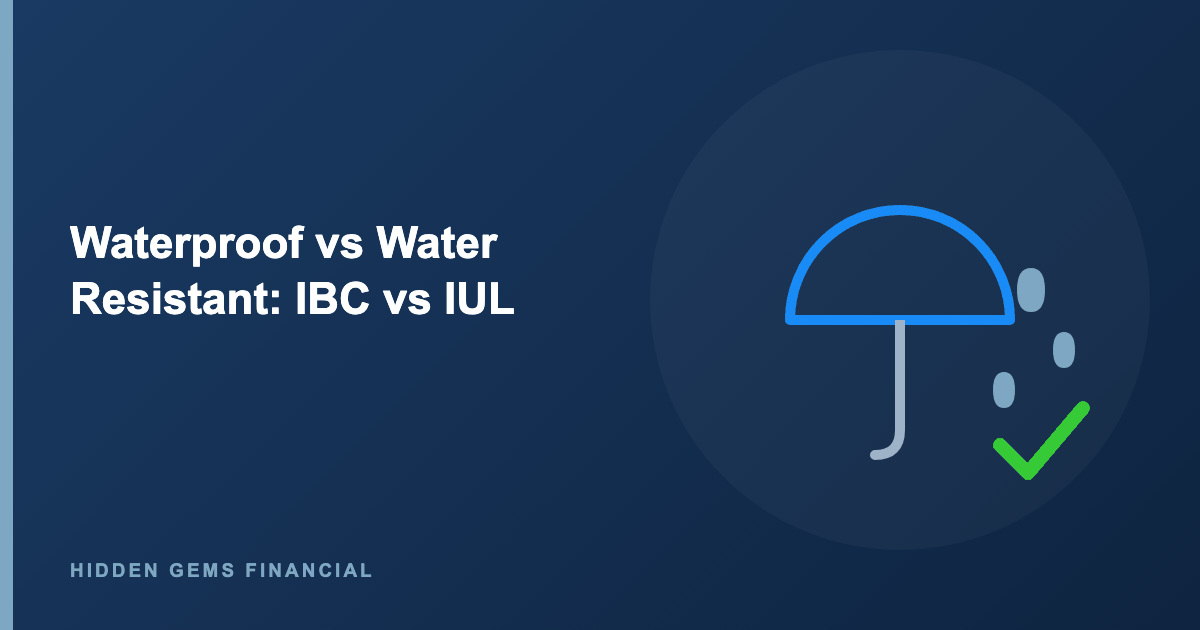 Waterproof vs Water
Resistant: IBC vs IUL
HIDDEN GEMS FINANCIAL